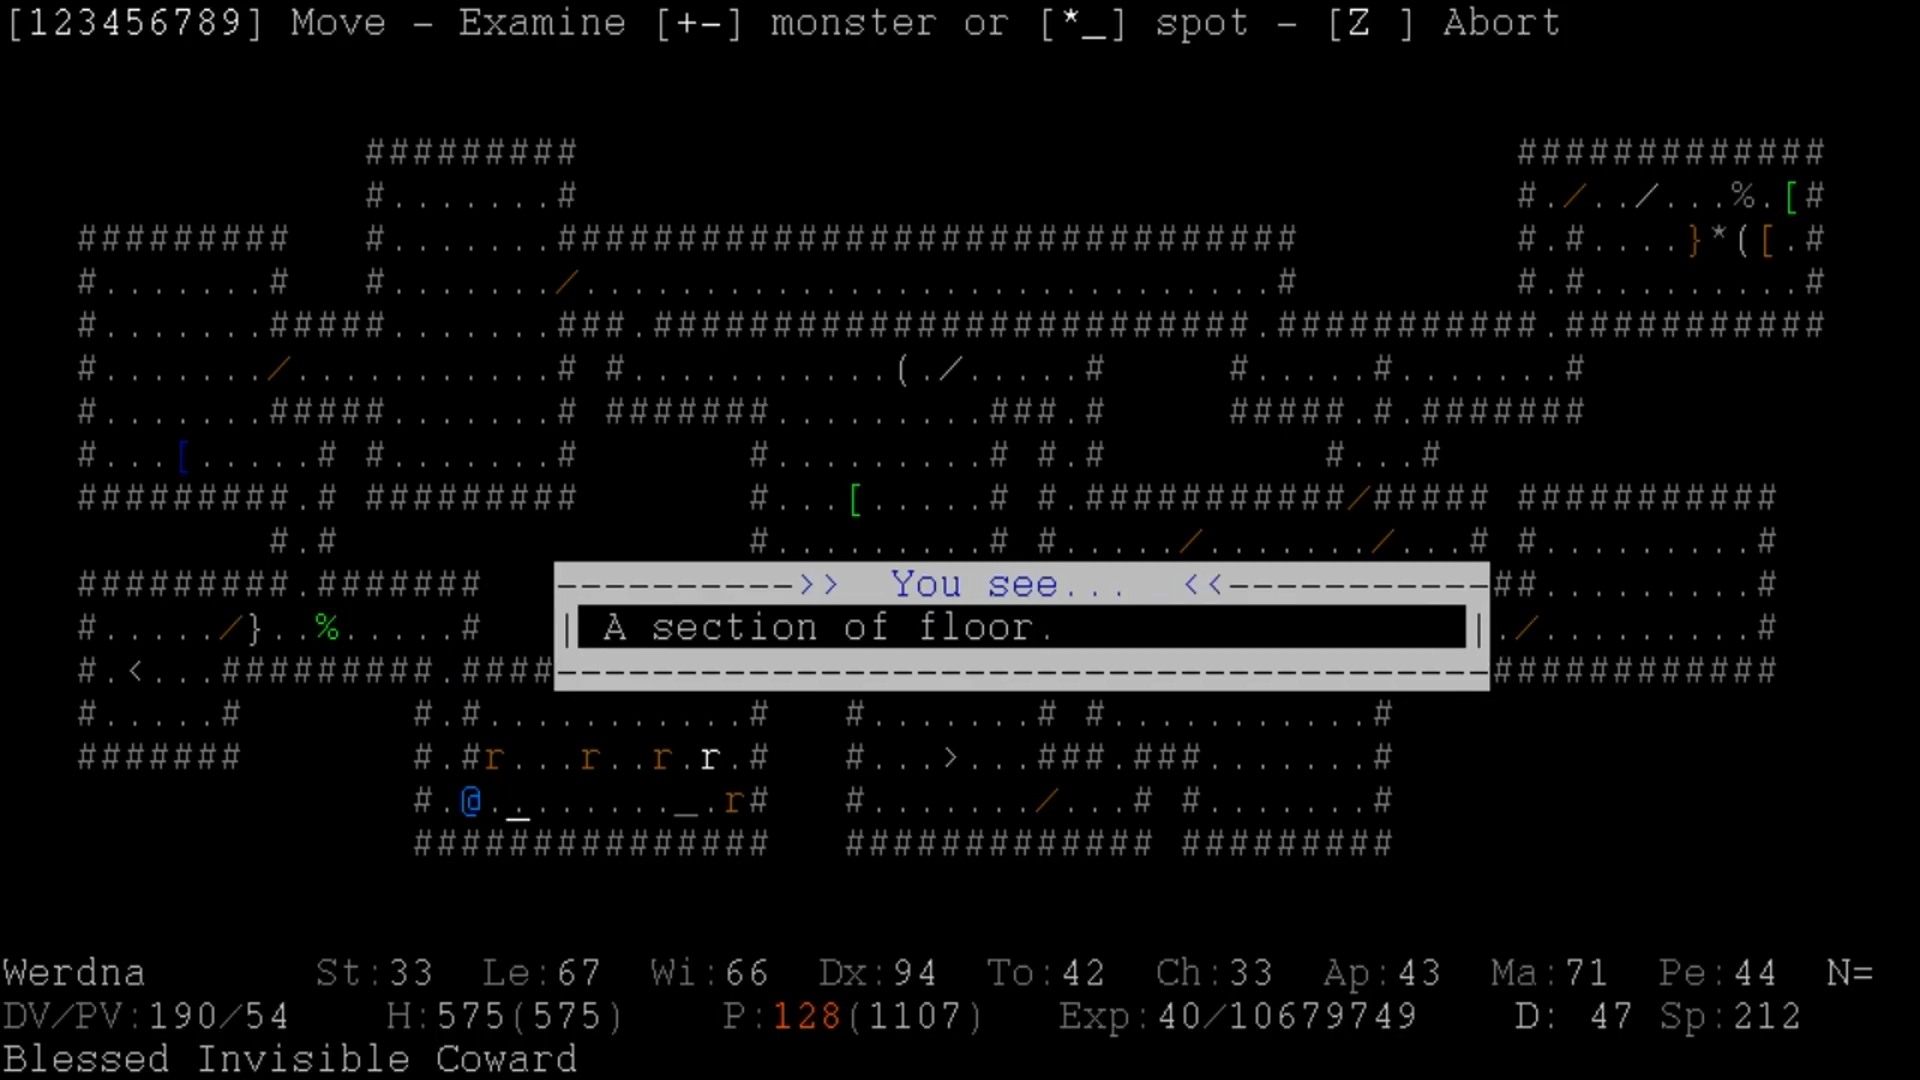 [123456789] Move - Examine [+-] monster or [*_] spot - [Z ] Abort
#########                                       #############
#.......#                                       #./../...%.[#
#########   #.......###############################         #.#....}*([.#
#.......#   #......./............................#         #.#.........#
#.......#####.......###.#########################.###########.###########
#......./...........# #...........(./.....#     #.....#.......#
#.......#####.......# #######.........###.#     #####.#.#######
#...[.....# #.......#       #.........# #.#         #...#
#########.# #########       #...[.....# #.###########/##### ###########
#.#                 #.........# #...../......./...# #.........#
#########.#######   ---------->>  You see...  <<----------- ##.........#
#...../}..%.....#   | A section of floor. | ./.........#
#.<...#########.####--------------------------------------############
#.....#       #.#...........#   #.......# #...........#
#######       #.#r...r..r.r.#   #...>...###.###.......#
#.@._......_.r#   #......./...# #.......#
###############   ############# #########
Werdna       St:33  Le:67  Wi:66  Dx:94  To:42  Ch:33  Ap:43  Ma:71  Pe:44  N=
DV/PV:190/54    H:575(575)    P:128(1107)   Exp:40/10679749    D: 47 Sp:212
Blessed Invisible Coward